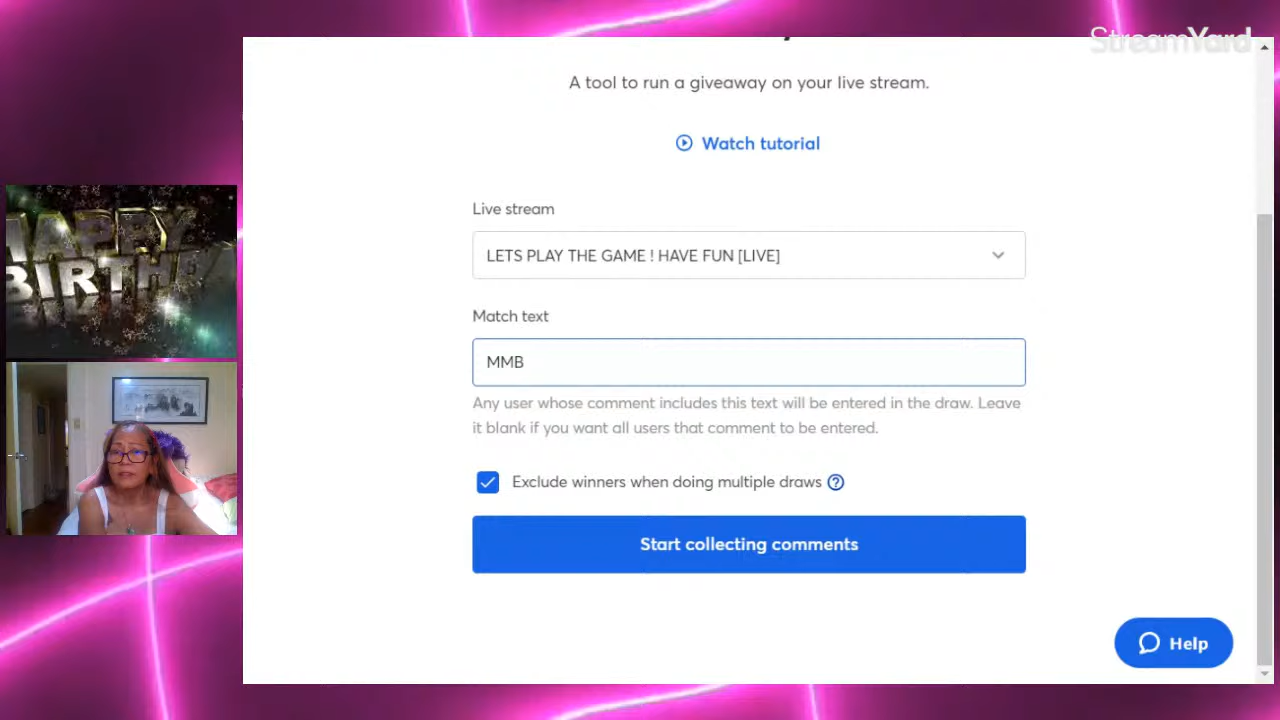 StreamYard
A tool to run a giveaway on your live stream.
Watch tutorial
Live stream
LETS PLAY THE GAME ! HAVE FUN [LIVE]
Match text
MMB
Any user whose comment includes this text will be entered in the draw. Leave
it blank if you want all users that comment to be entered.
Exclude winners when doing multiple draws
Start collecting comments
Help
HAPPY
BIRTHD